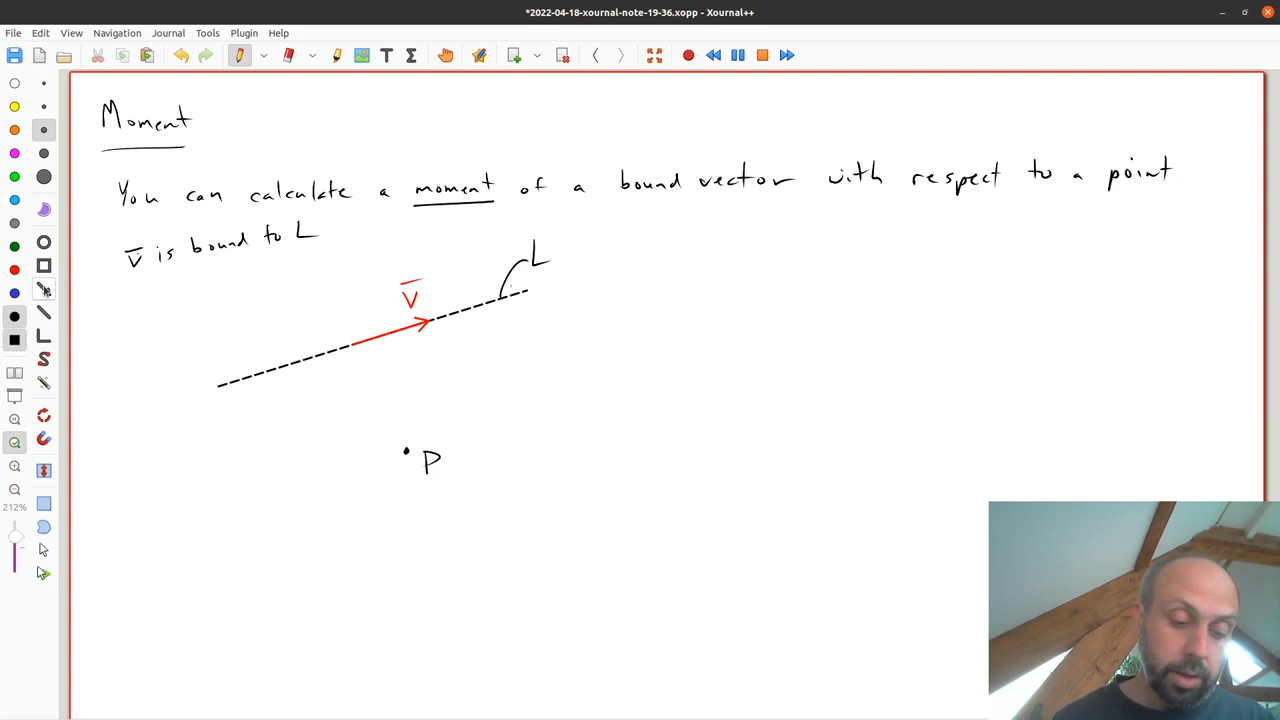 *2022-04-18-xournal-note-19-36.xopp - Xournal++
File Edit View Navigation Journal Tools Plugin Help
Moment
You can calculate a moment of a bound vector with respect to a point
v̄ is bound to L
L
v̄
P
212%